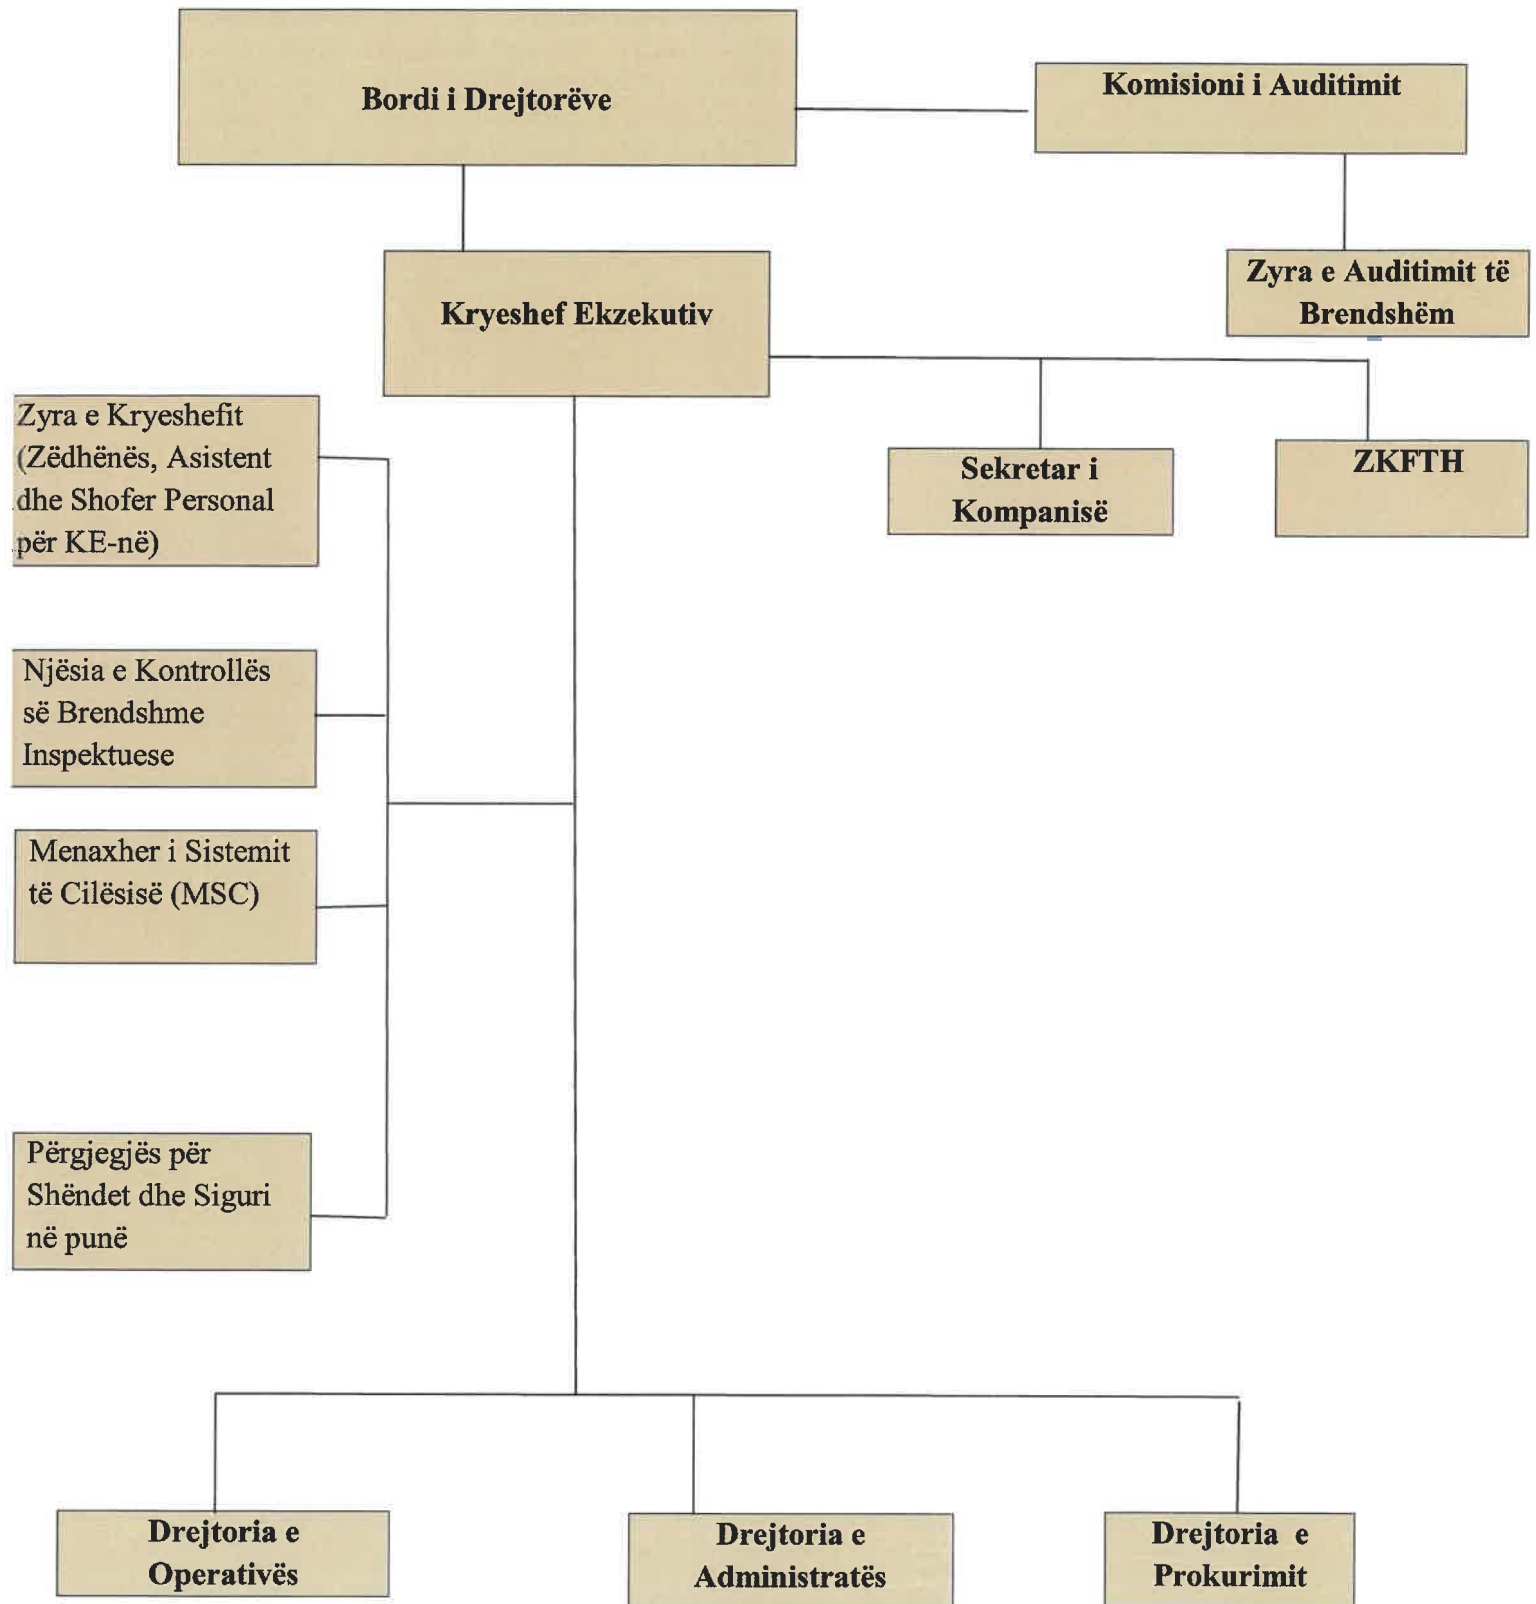 Bordi i Drejtorëve
Komisioni i Auditimit
Kryeshef Ekzekutiv
Zyra e Auditimit të
Brendshëm
Zyra e Kryeshefit
(Zëdhënës, Asistent
dhe Shofer Personal
për KE-në)
Sekretar i
Kompanisë
ZKFTH
Njësia e Kontrollës
së Brendshme
Inspektuese
Menaxher i Sistemit
të Cilësisë (MSC)
Përgjegjës për
Shëndet dhe Siguri
në punë
Drejtoria e
Operativës
Drejtoria e
Administratës
Drejtoria e
Prokurimit